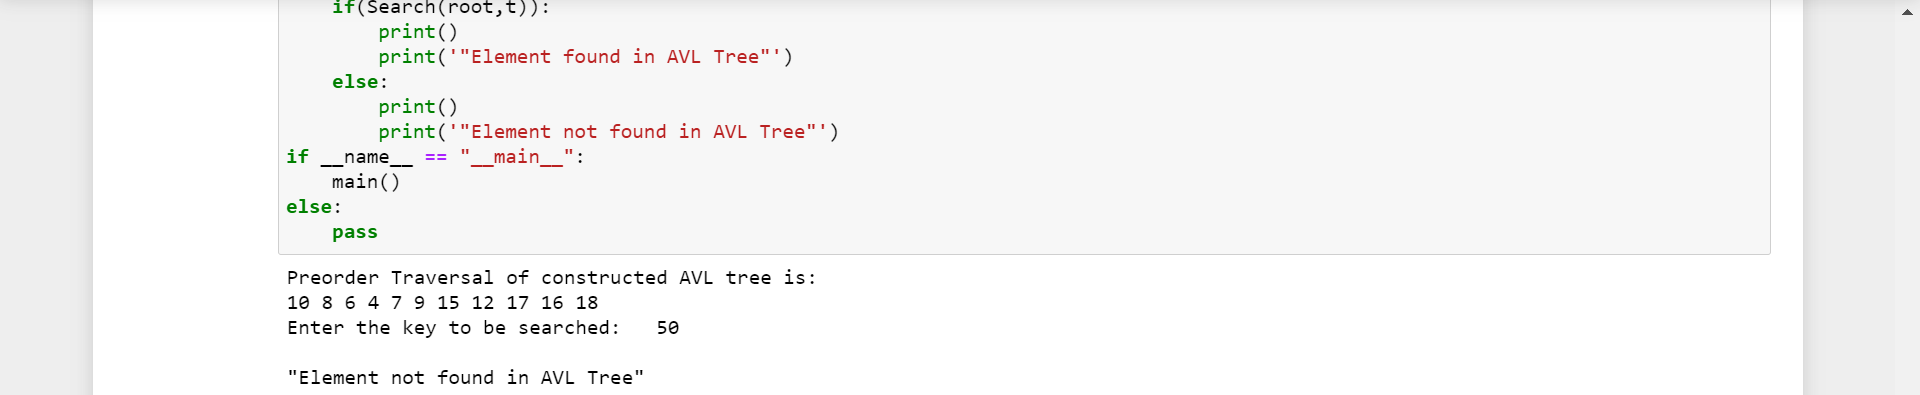 if(Search(root,t)):
        print()
        print('"Element found in AVL Tree"')
    else:
        print()
        print('"Element not found in AVL Tree"')
if __name__ == "__main__":
    main()
else:
    pass
Preorder Traversal of constructed AVL tree is:
10 8 6 4 7 9 15 12 17 16 18
Enter the key to be searched:   50
"Element not found in AVL Tree"